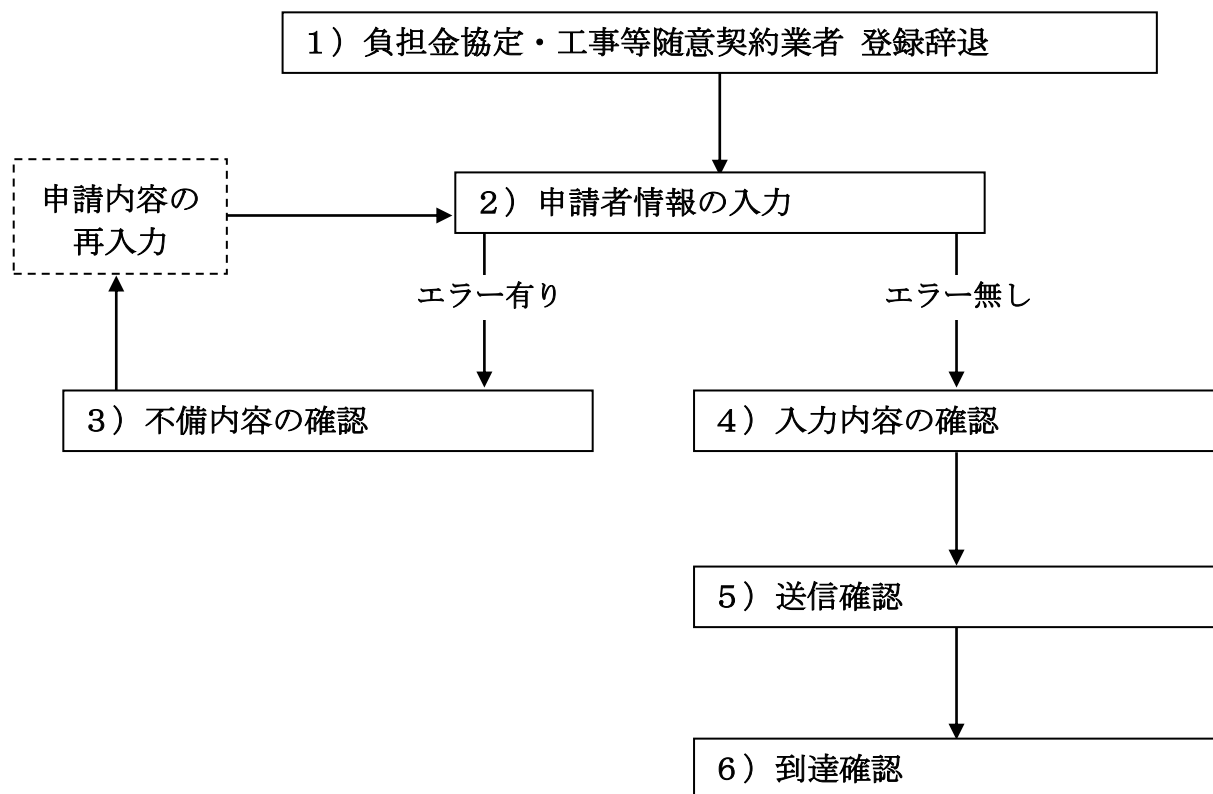 １）負担金協定・工事等随意契約業者 登録辞退
申請内容の
再入力
２）申請者情報の入力
エラー有り
エラー無し
３）不備内容の確認
４）入力内容の確認
５）送信確認
６）到達確認